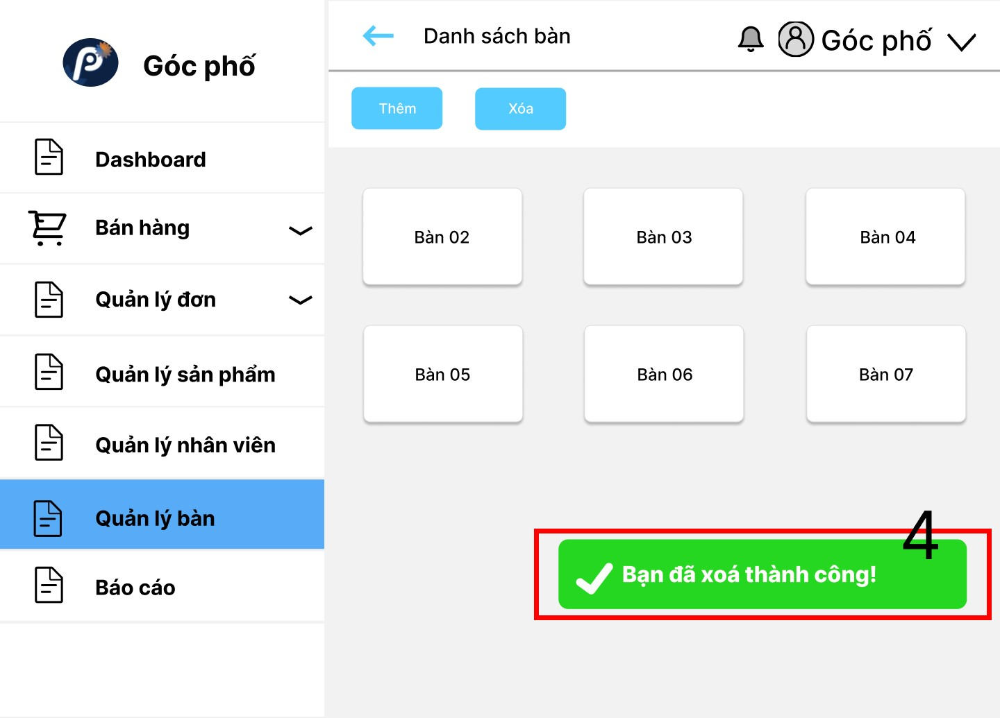 Góc phố
Dashboard
Bán hàng
Quản lý đơn
Quản lý sản phẩm
Quản lý nhân viên
Quản lý bàn
Báo cáo
Danh sách bàn
Góc phố
Thêm
Xóa
Bàn 02
Bàn 03
Bàn 04
Bàn 05
Bàn 06
Bàn 07
4
Bạn đã xoá thành công!